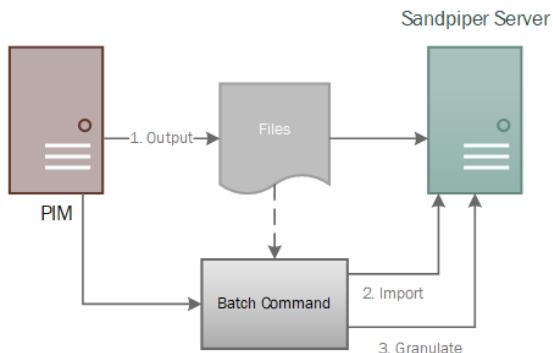 Sandpiper Server
1. Output
Files
PIM
Batch Command
2. Import
3. Granulate